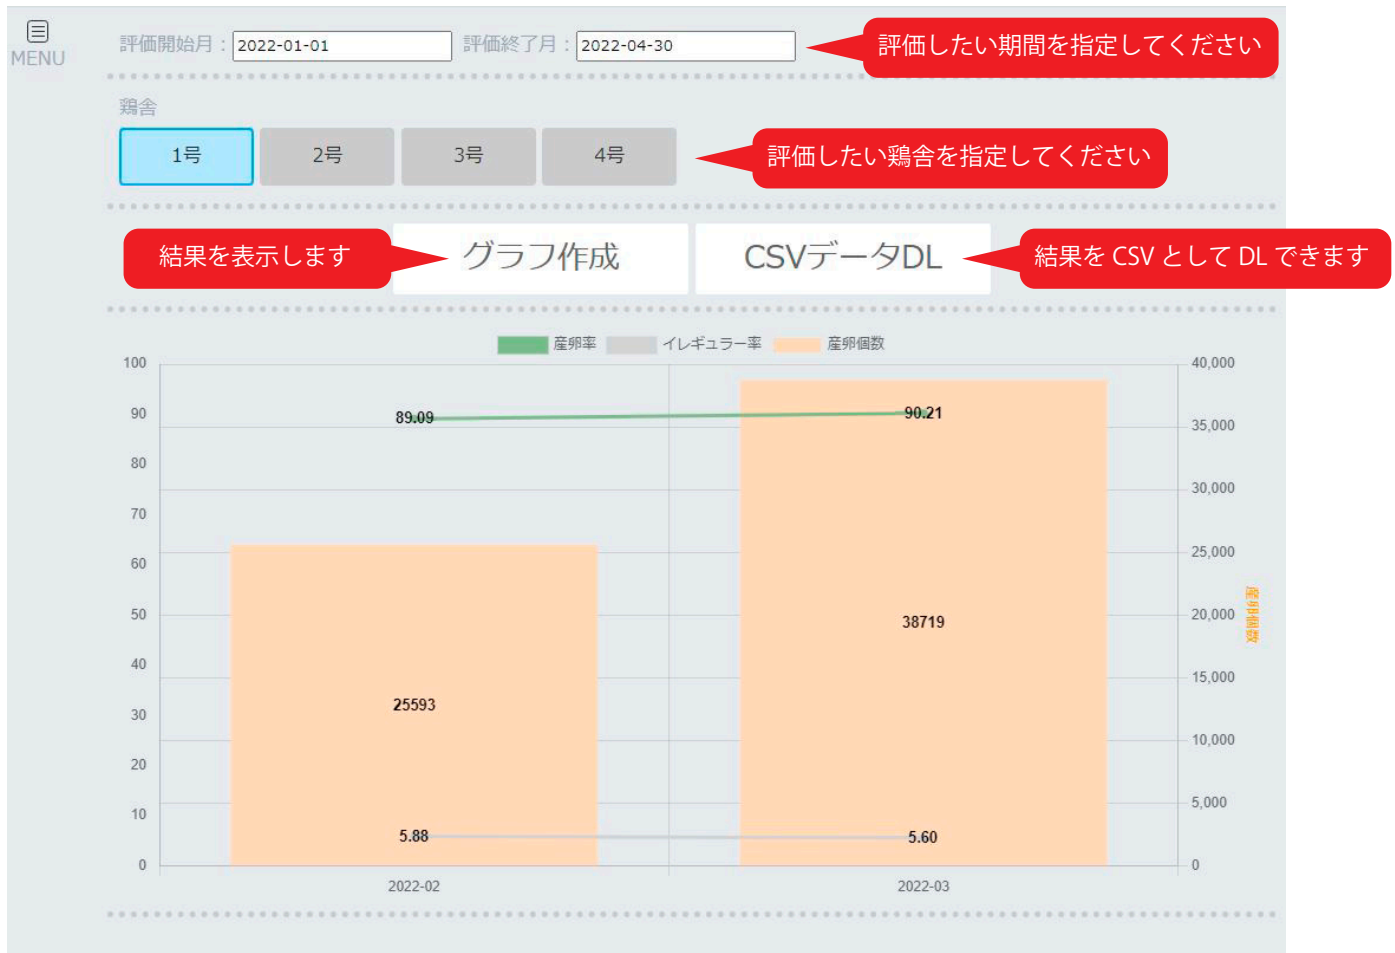 MENU
評価開始月：2022-01-01 評価終了月：2022-04-30
評価したい期間を指定してください
鶏舎
1号 2号 3号 4号
評価したい鶏舎を指定してください
結果を表示します
グラフ作成 CSVデータDL
結果を CSV として DL できます
産卵率 イレギュラー率 産卵個数
100
90
80
70
60
50
40
30
20
10
0
89.09
90.21
25593
38719
5.88
5.60
40,000
35,000
30,000
25,000
20,000
15,000
10,000
5,000
0
産卵個数
2022-02 2022-03